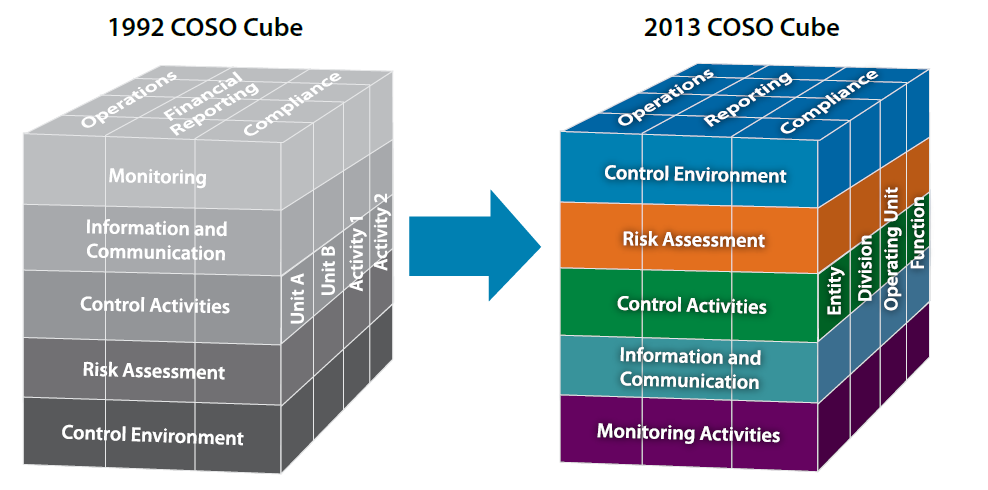 1992 COSO Cube
Operations
Financial
Reporting
Compliance
Monitoring
Information and
Communication
Control Activities
Risk Assessment
Control Environment
Unit A
Unit B
Activity 1
Activity 2
2013 COSO Cube
Operations
Reporting
Compliance
Control Environment
Risk Assessment
Control Activities
Information and
Communication
Monitoring Activities
Entity
Division
Operating Unit
Function